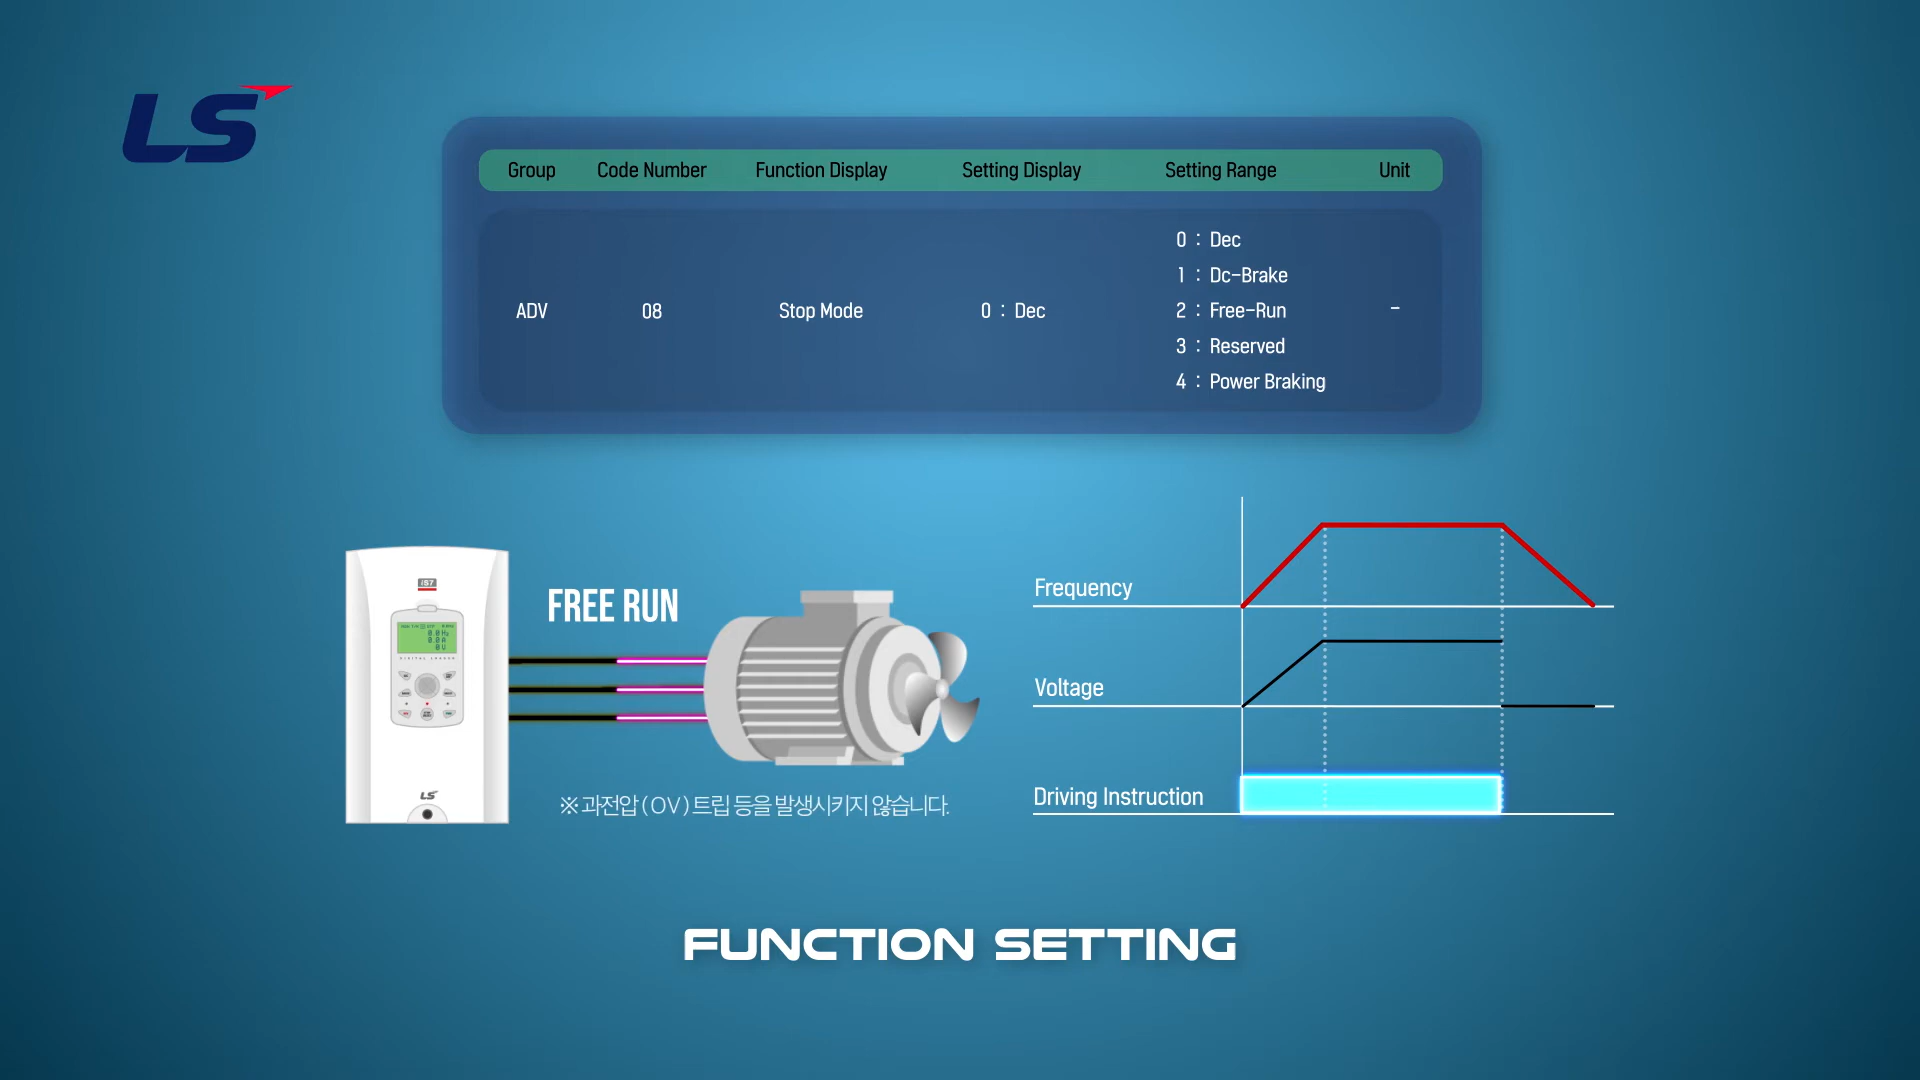 LS
Group Code Number Function Display Setting Display Setting Range Unit
0 : Dec
1 : Dc-Brake
ADV 08 Stop Mode 0 : Dec 2 : Free-Run -
3 : Reserved
4 : Power Braking
iS7
FREE RUN
LS
※ 과전압(OV) 트립 등을 발생시키지 않습니다.
Frequency
Voltage
Driving Instruction
FUNCTION SETTING